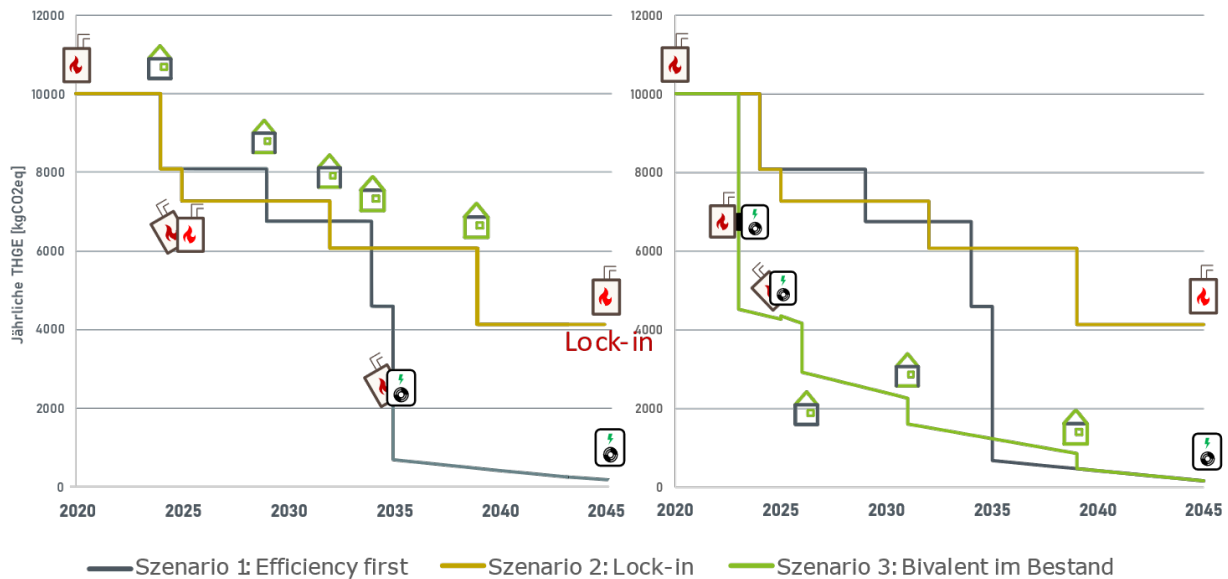 Jährliche THGE [kgCO2eq]
12000
10000
8000
6000
4000
2000
0
2020 2025 2030 2035 2040 2045
Lock-in
12000
10000
8000
6000
4000
2000
0
2020 2025 2030 2035 2040 2045
Szenario 1: Efficiency first Szenario 2: Lock-in Szenario 3: Bivalent im Bestand